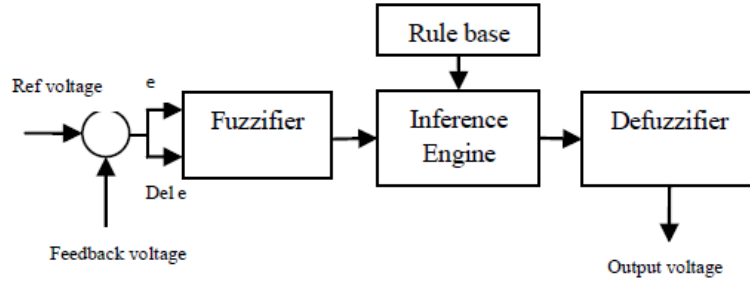 Rule base
Ref voltage
e
Fuzzifier
Inference
Engine
Defuzzifier
Del e
Feedback voltage
Output voltage